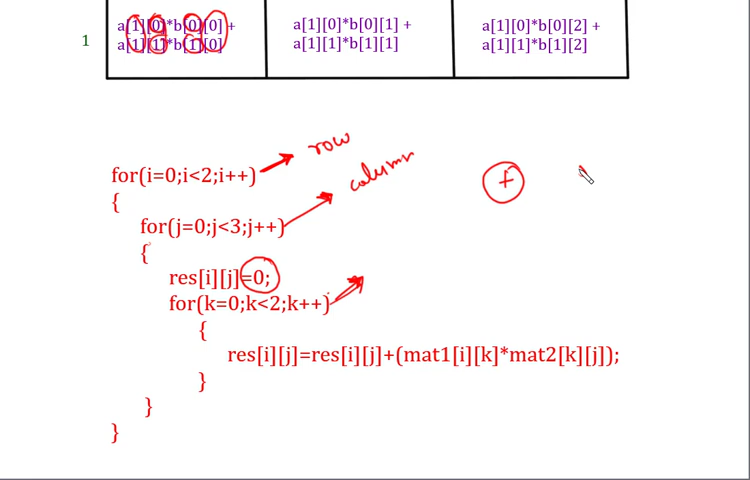 a[1][0]*b[0][0] +
a[1][1]*b[1][0]
a[1][0]*b[0][1] +
a[1][1]*b[1][1]
a[1][0]*b[0][2] +
a[1][1]*b[1][2]
1
row
for(i=0;i<2;i++)
column
+
{
for(j=0;j<3;j++)
{
res[i][j]=0;
for(k=0;k<2;k++)
{
res[i][j]=res[i][j]+(mat1[i][k]*mat2[k][j]);
}
}
}